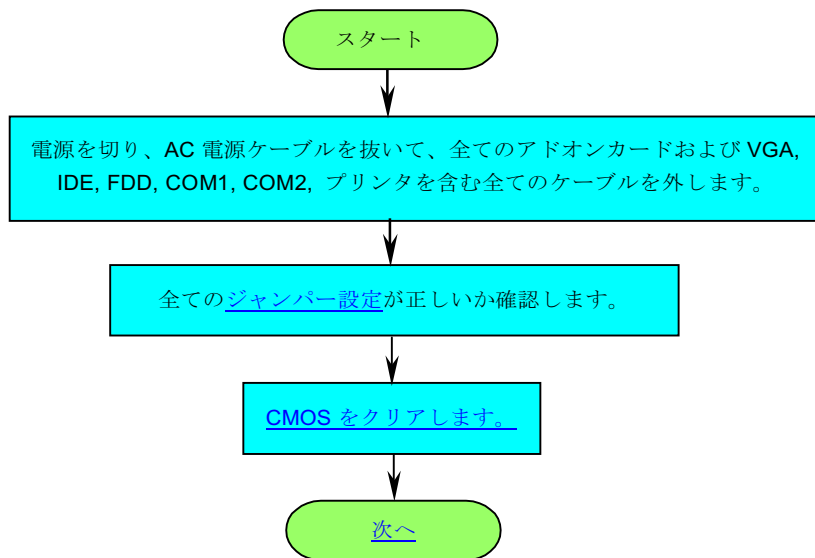 スタート
電源を切り、AC 電源ケーブルを抜いて、全てのアドオンカードおよび VGA,
IDE, FDD, COM1, COM2, プリンタを含む全てのケーブルを外します。
全てのジャンパー設定が正しいか確認します。
CMOS をクリアします。
次へ